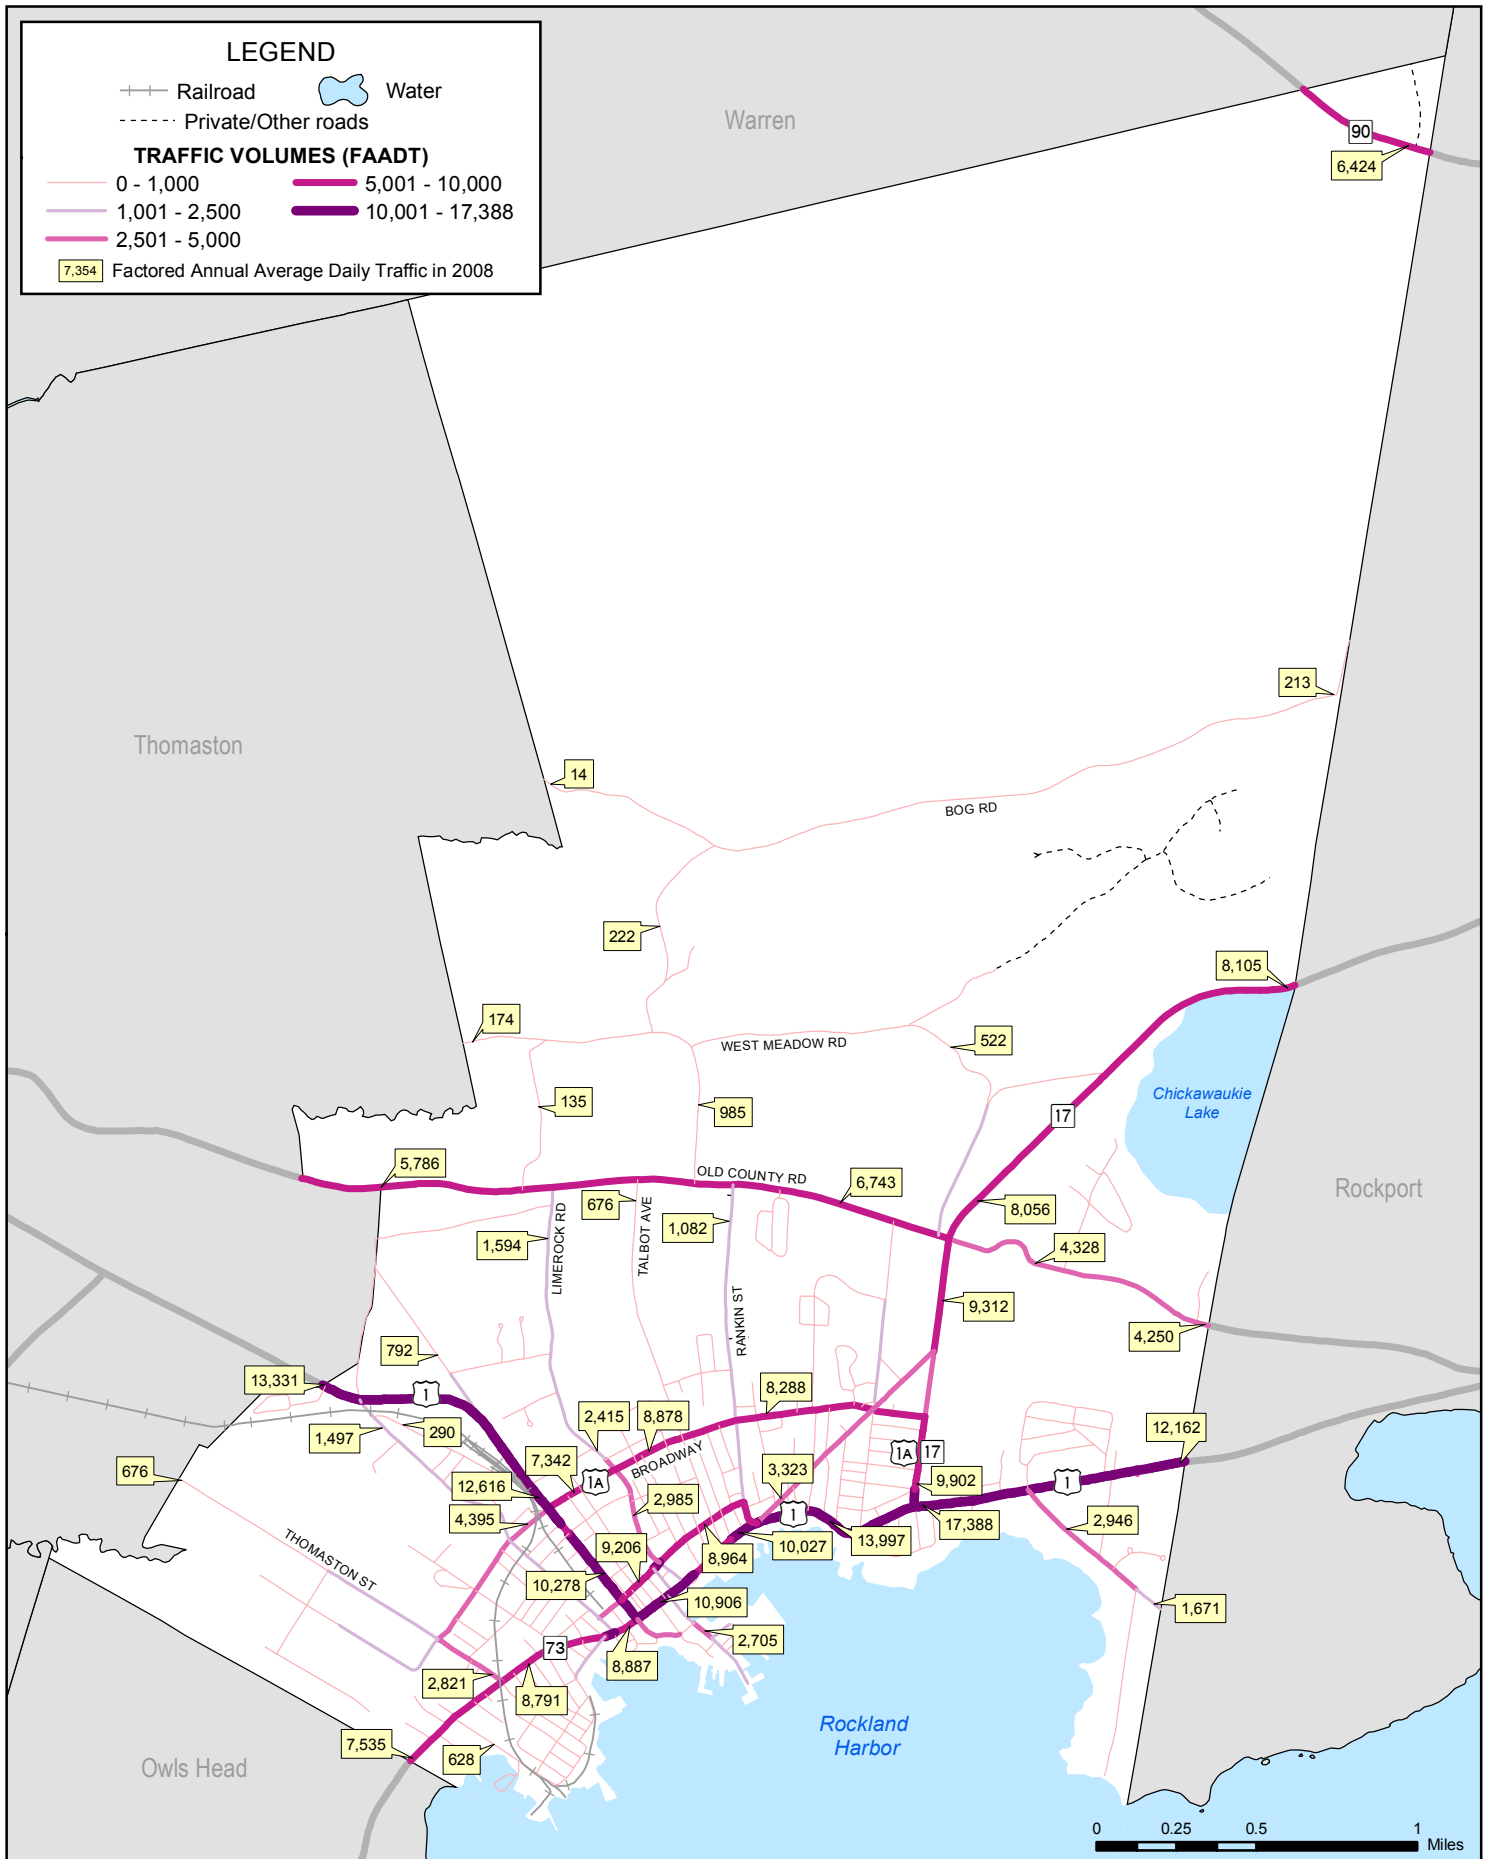 LEGEND
Railroad
Water
Private/Other roads
TRAFFIC VOLUMES (FAADT)
0 - 1,000
5,001 - 10,000
1,001 - 2,500
10,001 - 17,388
2,501 - 5,000
7,354
Factored Annual Average Daily Traffic in 2008
Warren
90
6,424
213
Thomaston
14
BOG RD
222
8,105
174
WEST MEADOW RD
522
135
985
17
Chickawaukie
Lake
5,786
OLD COUNTY RD
6,743
676
1,082
8,056
Rockport
1,594
LIMEROCK RD
TALBOT AVE
4,328
RANKIN ST
9,312
4,250
792
13,331
1
8,288
2,415
8,878
12,162
1,497
290
BROADWAY
676
7,342
1A
1A
17
12,616
3,323
9,902
1
4,395
2,985
1
17,388
2,946
THOMASTON ST
9,206
8,964
10,027
13,997
10,278
10,906
1,671
73
2,705
8,887
2,821
8,791
7,535
628
Rockland
Harbor
Owls Head
0
0.25
0.5
1
Miles